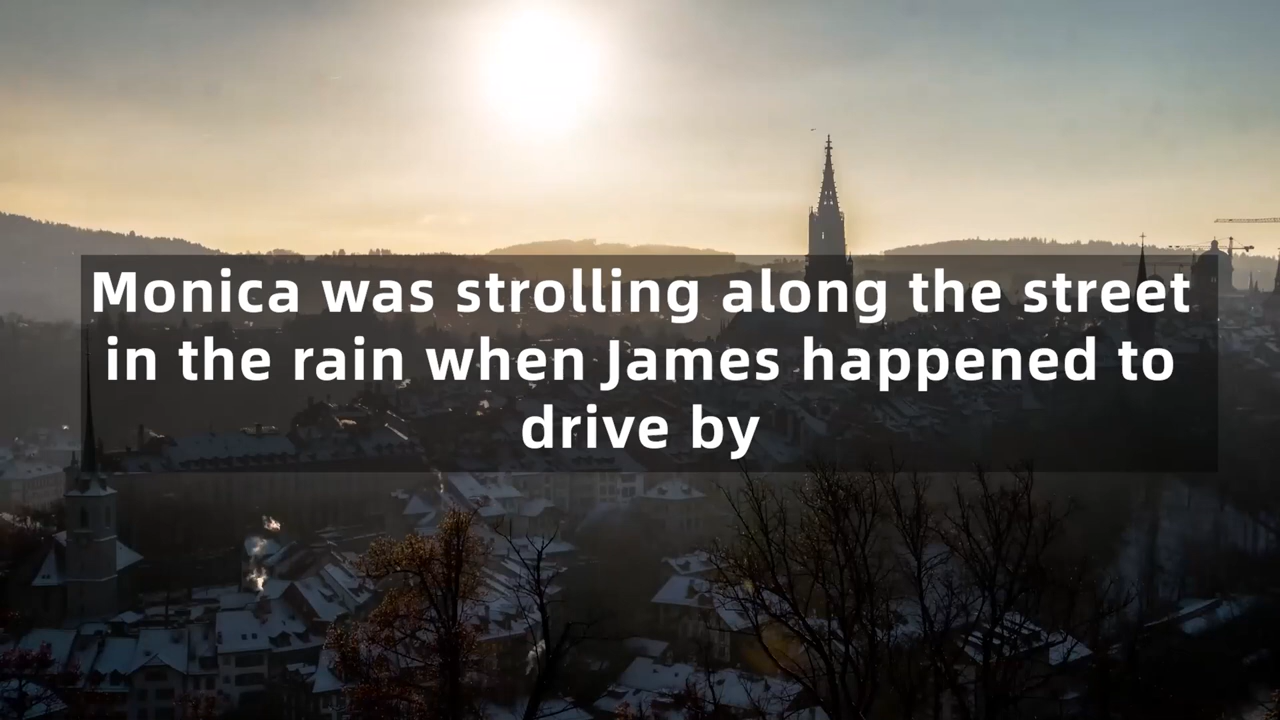 Monica was strolling along the street
in the rain when James happened to
drive by